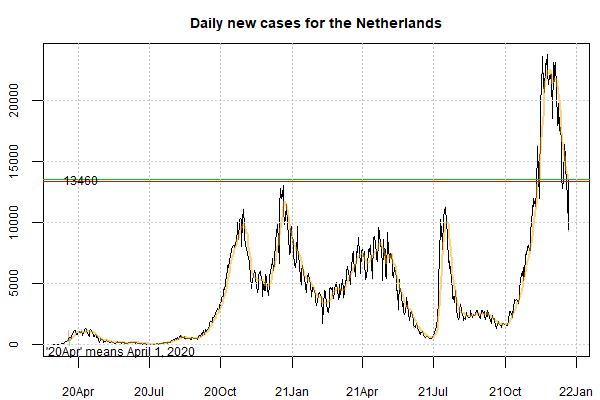 Daily new cases for the Netherlands
20000
15000
10000
5000
0
13460
'20Apr' means April 1, 2020
20Apr 20Jul 20Oct 21Jan 21Apr 21Jul 21Oct 22Jan